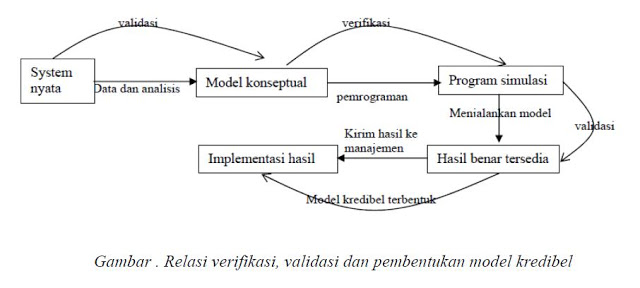 validasi
verifikasi
System
nyata
Data dan analisis
Model konseptual
pemrograman
Program simulasi
Menialankan model
validasi
Kirim hasil ke
manajemen
Implementasi hasil
Hasil benar tersedia
Model kredibel terbentuk
Gambar . Relasi verifikasi, validasi dan pembentukan model kredibel